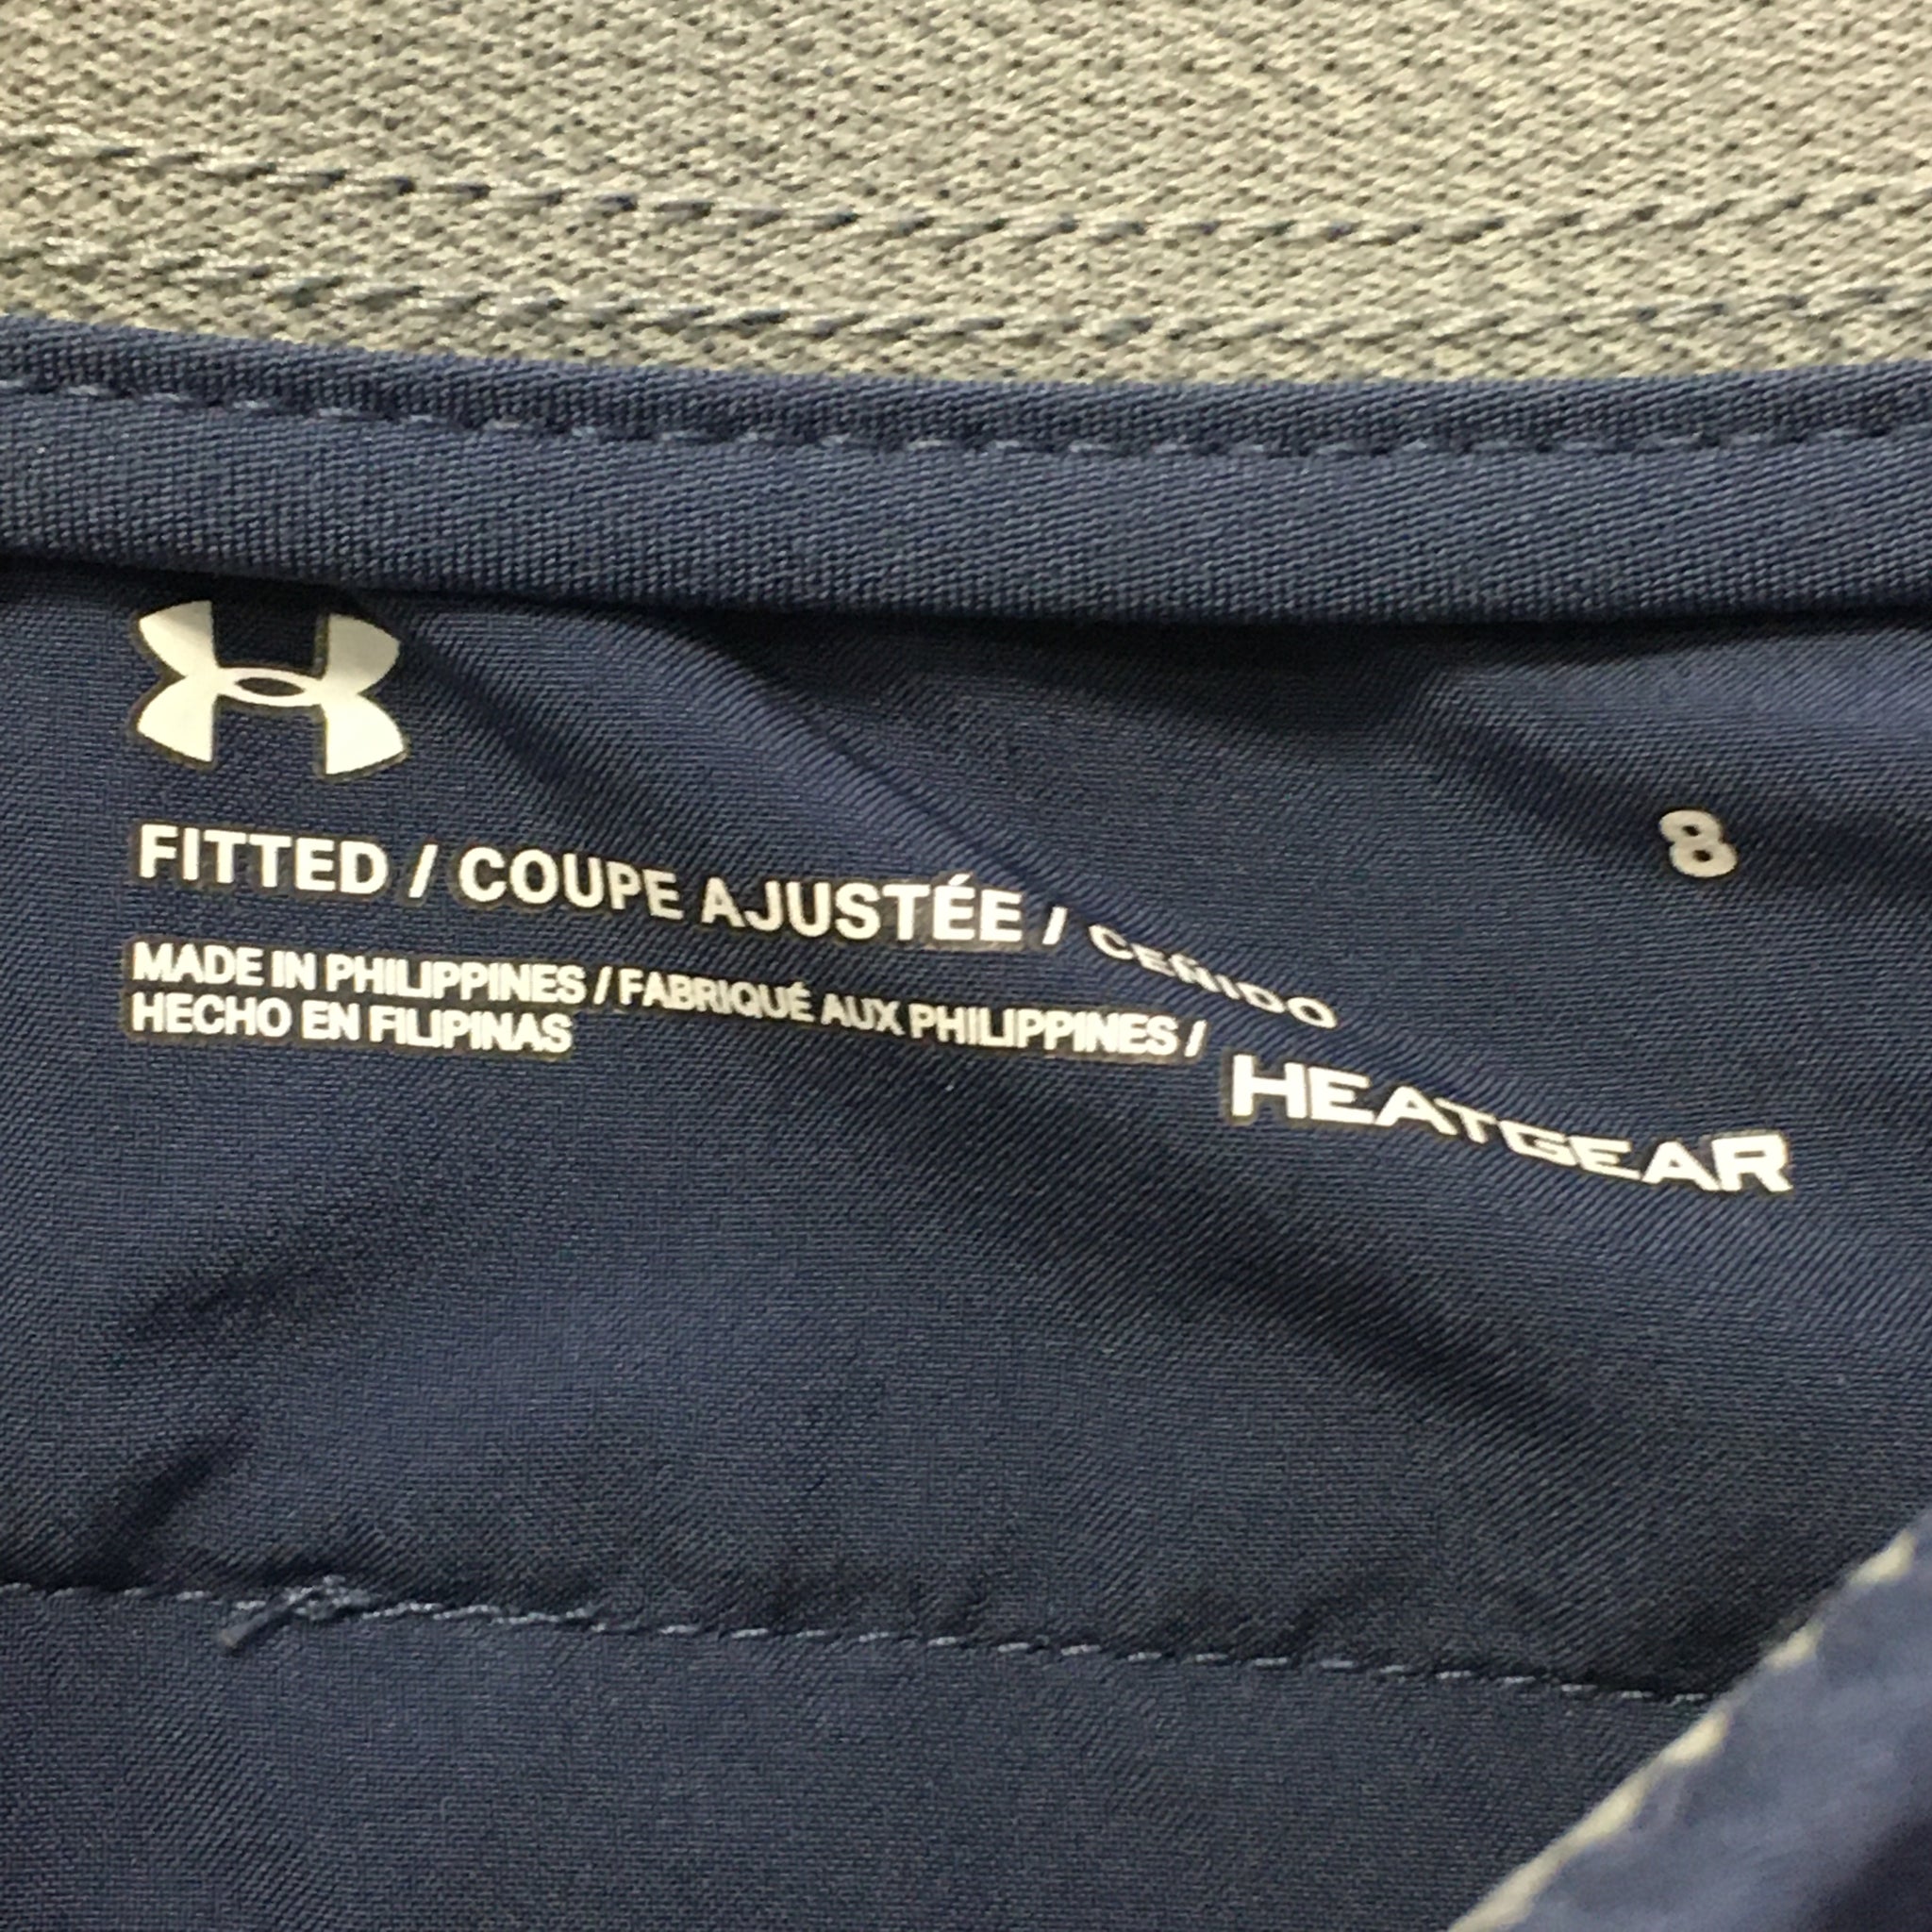 8
FITTED / COUPE AJUSTÉE / CEÑIDO
MADE IN PHILIPPINES / FABRIQUÉ AUX PHILIPPINES /
HECHO EN FILIPINAS
HEATGEAR